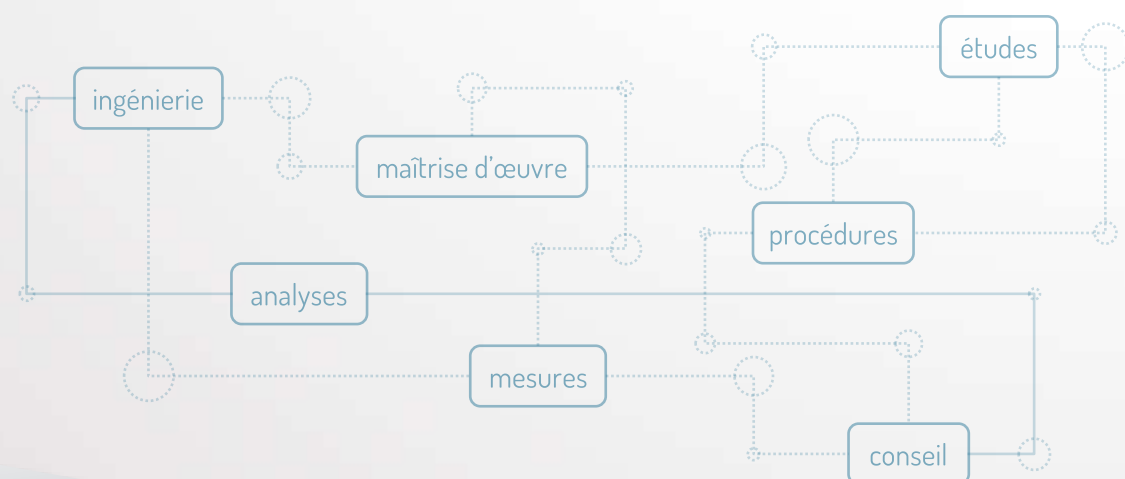 études
ingénierie
maîtrise d’œuvre
procédures
analyses
mesures
conseil